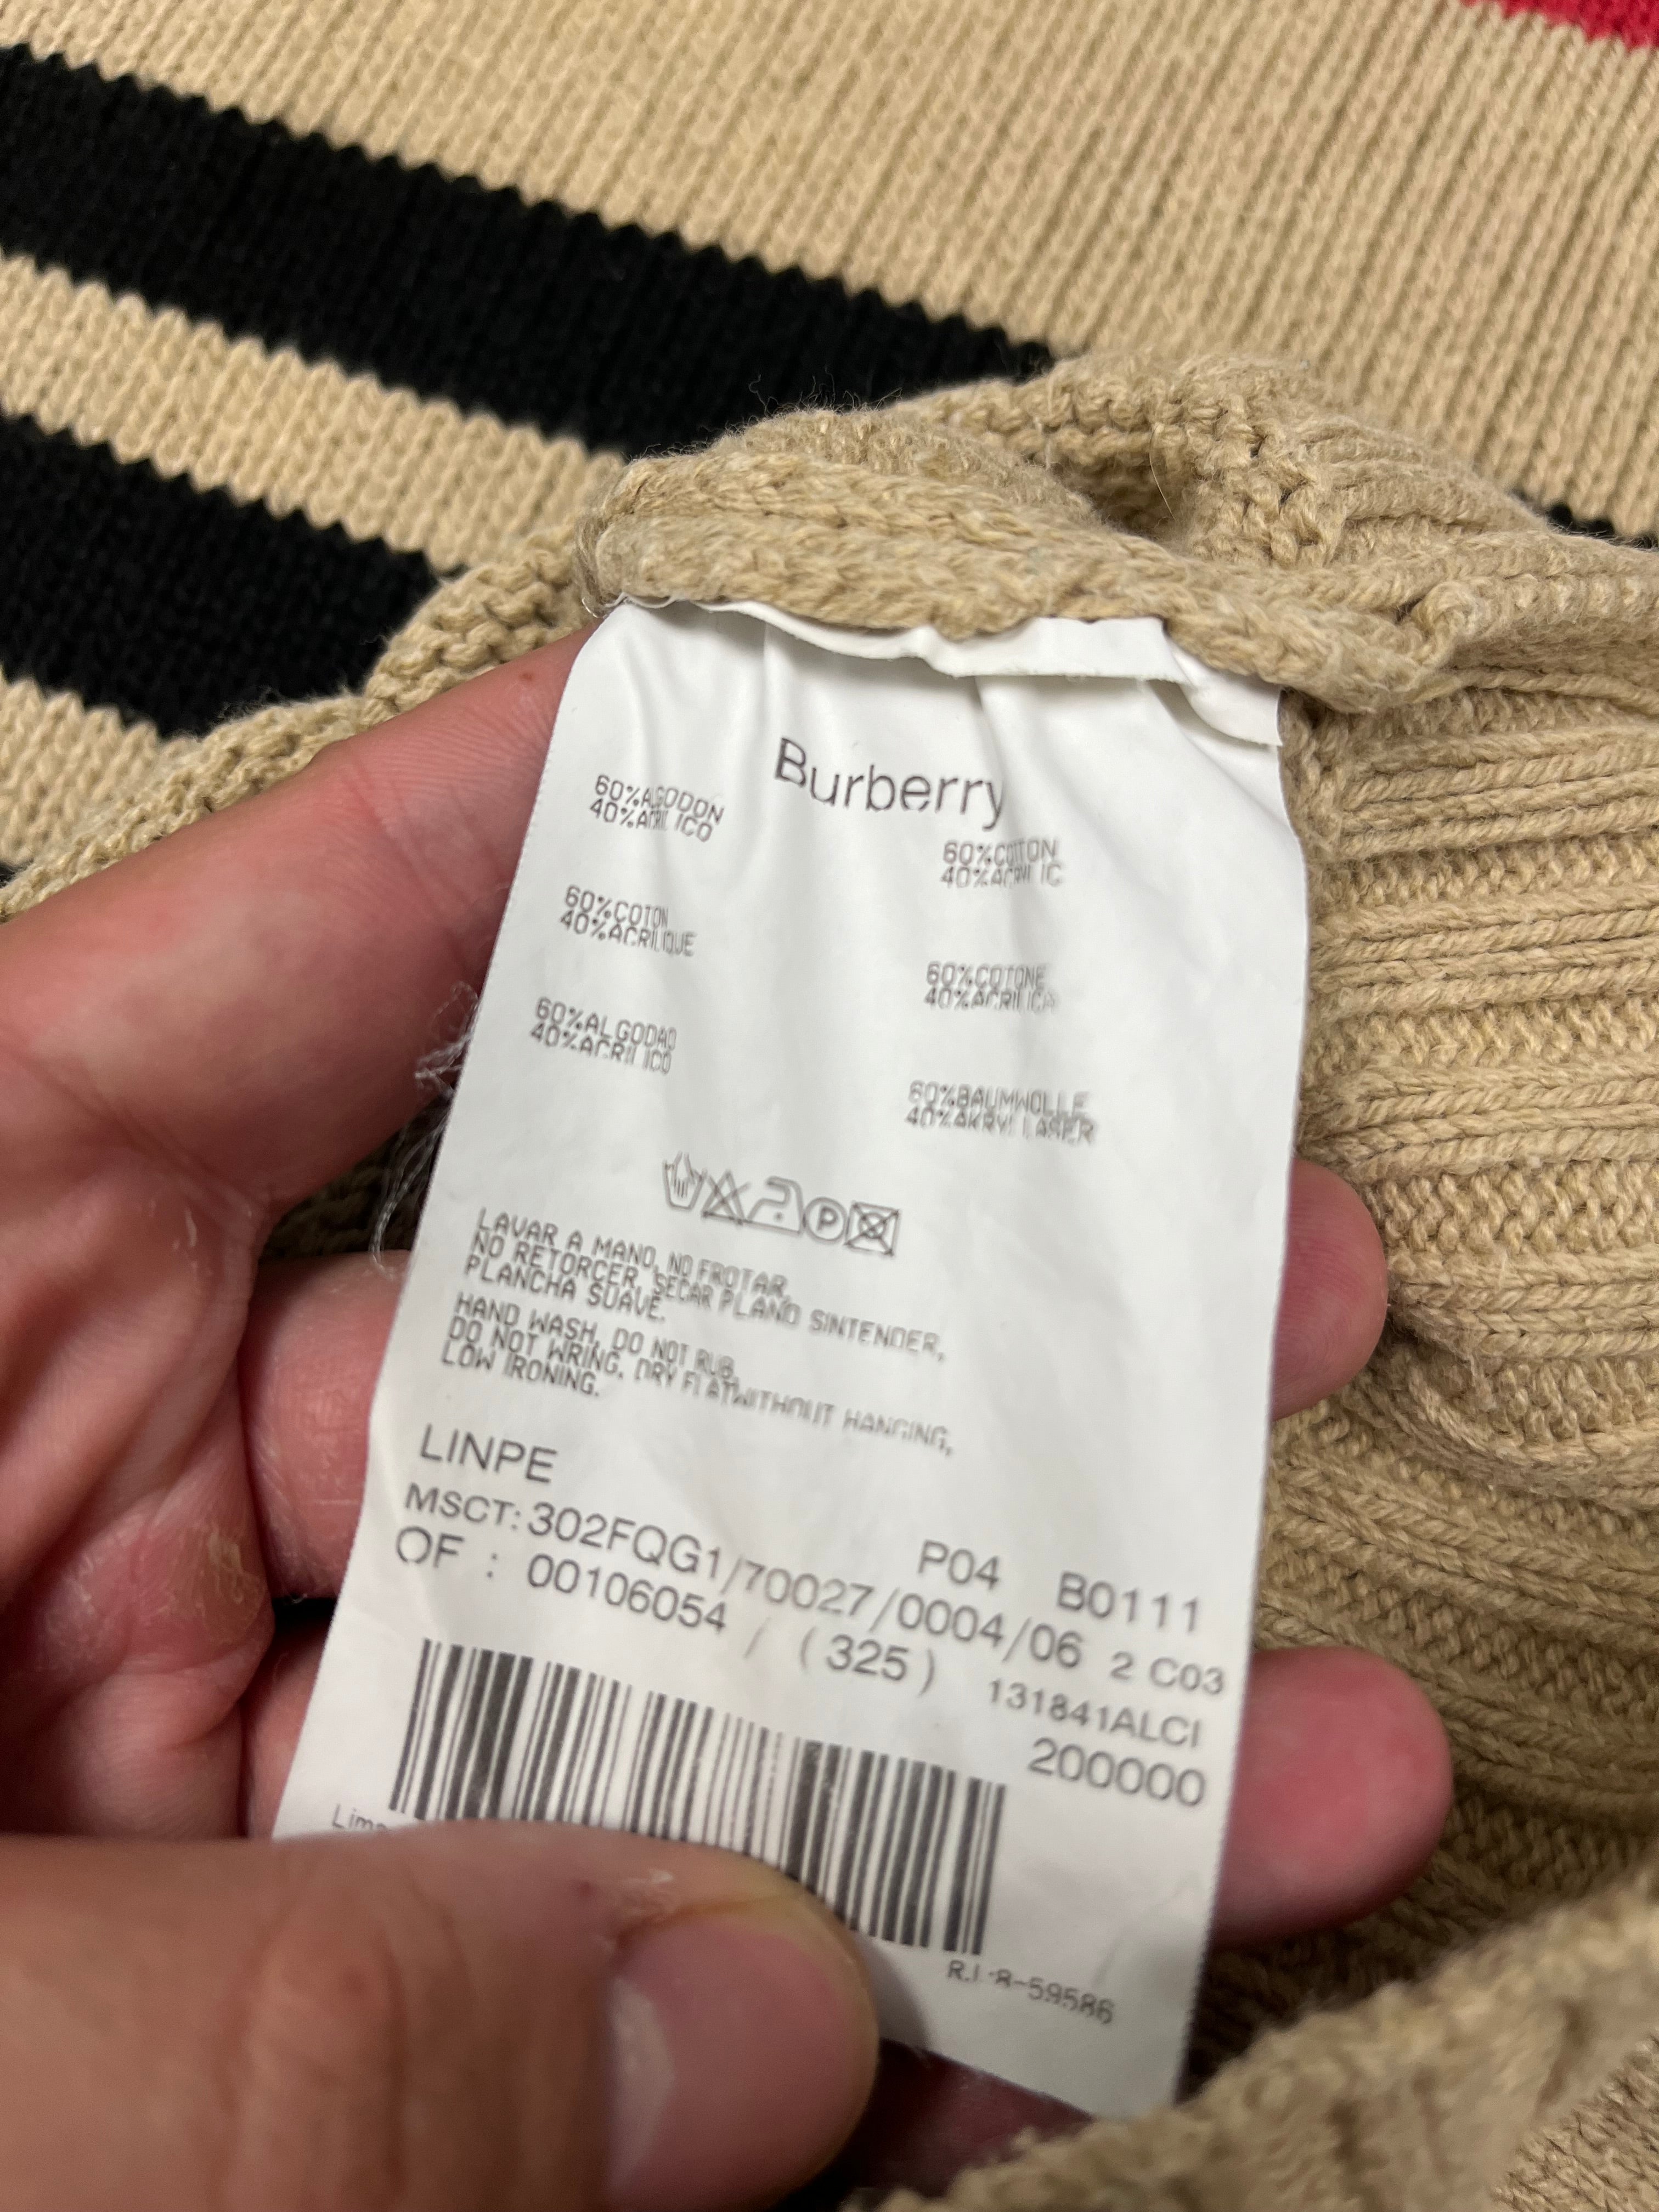 Burberry
60%ALGODON
40%ACRILICO
60%COTTON
40%ACRILIC
60%COTON
40%ACRILIQUE
60%COTONE
40%ACRILICA
60%ALGODAO
40%ACRILICO
60%BAUMWOLLE
40%AKRYLLASER
P
LAVAR A MANO, NO FROTAR,
NO RETORCER, SECAR PLANO SINTENDER,
PLANCHA SUAVE.
HAND WASH, DO NOT RUB,
DO NOT WRING, DRY FLATWITHOUT HANGING,
LOW IRONING.
LINPE
P04 B0111
MSCT: 302FQG1/70027/0004/06 2 C03
OF : 00106054 / (325) 131841ALCI
200000
R.I. 8-59586